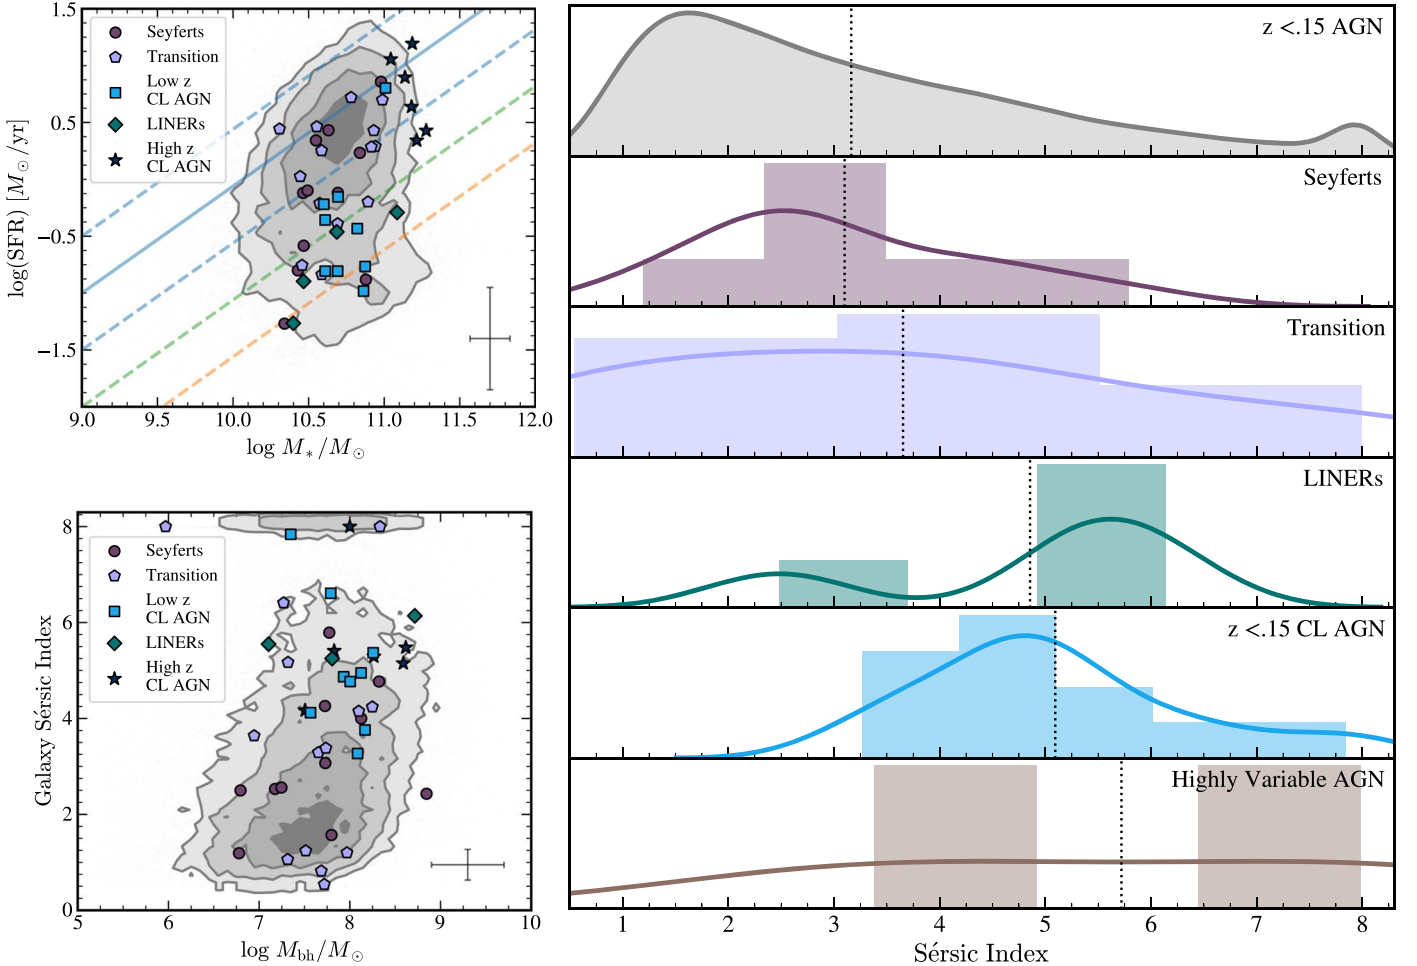 1.5
0.5
−0.5
−1.5
log(SFR) [M⊙/yr]
Seyferts
Transition
Low z
CL AGN
LINERs
High z
CL AGN
9.0 9.5 10.0 10.5 11.0 11.5 12.0
log M*/M⊙
8
6
4
2
0
Galaxy Sérsic Index
Seyferts
Transition
Low z
CL AGN
LINERs
High z
CL AGN
5 6 7 8 9 10
log Mbh/M⊙
z <.15 AGN
Seyferts
Transition
LINERs
z <.15 CL AGN
Highly Variable AGN
1 2 3 4 5 6 7 8
Sérsic Index